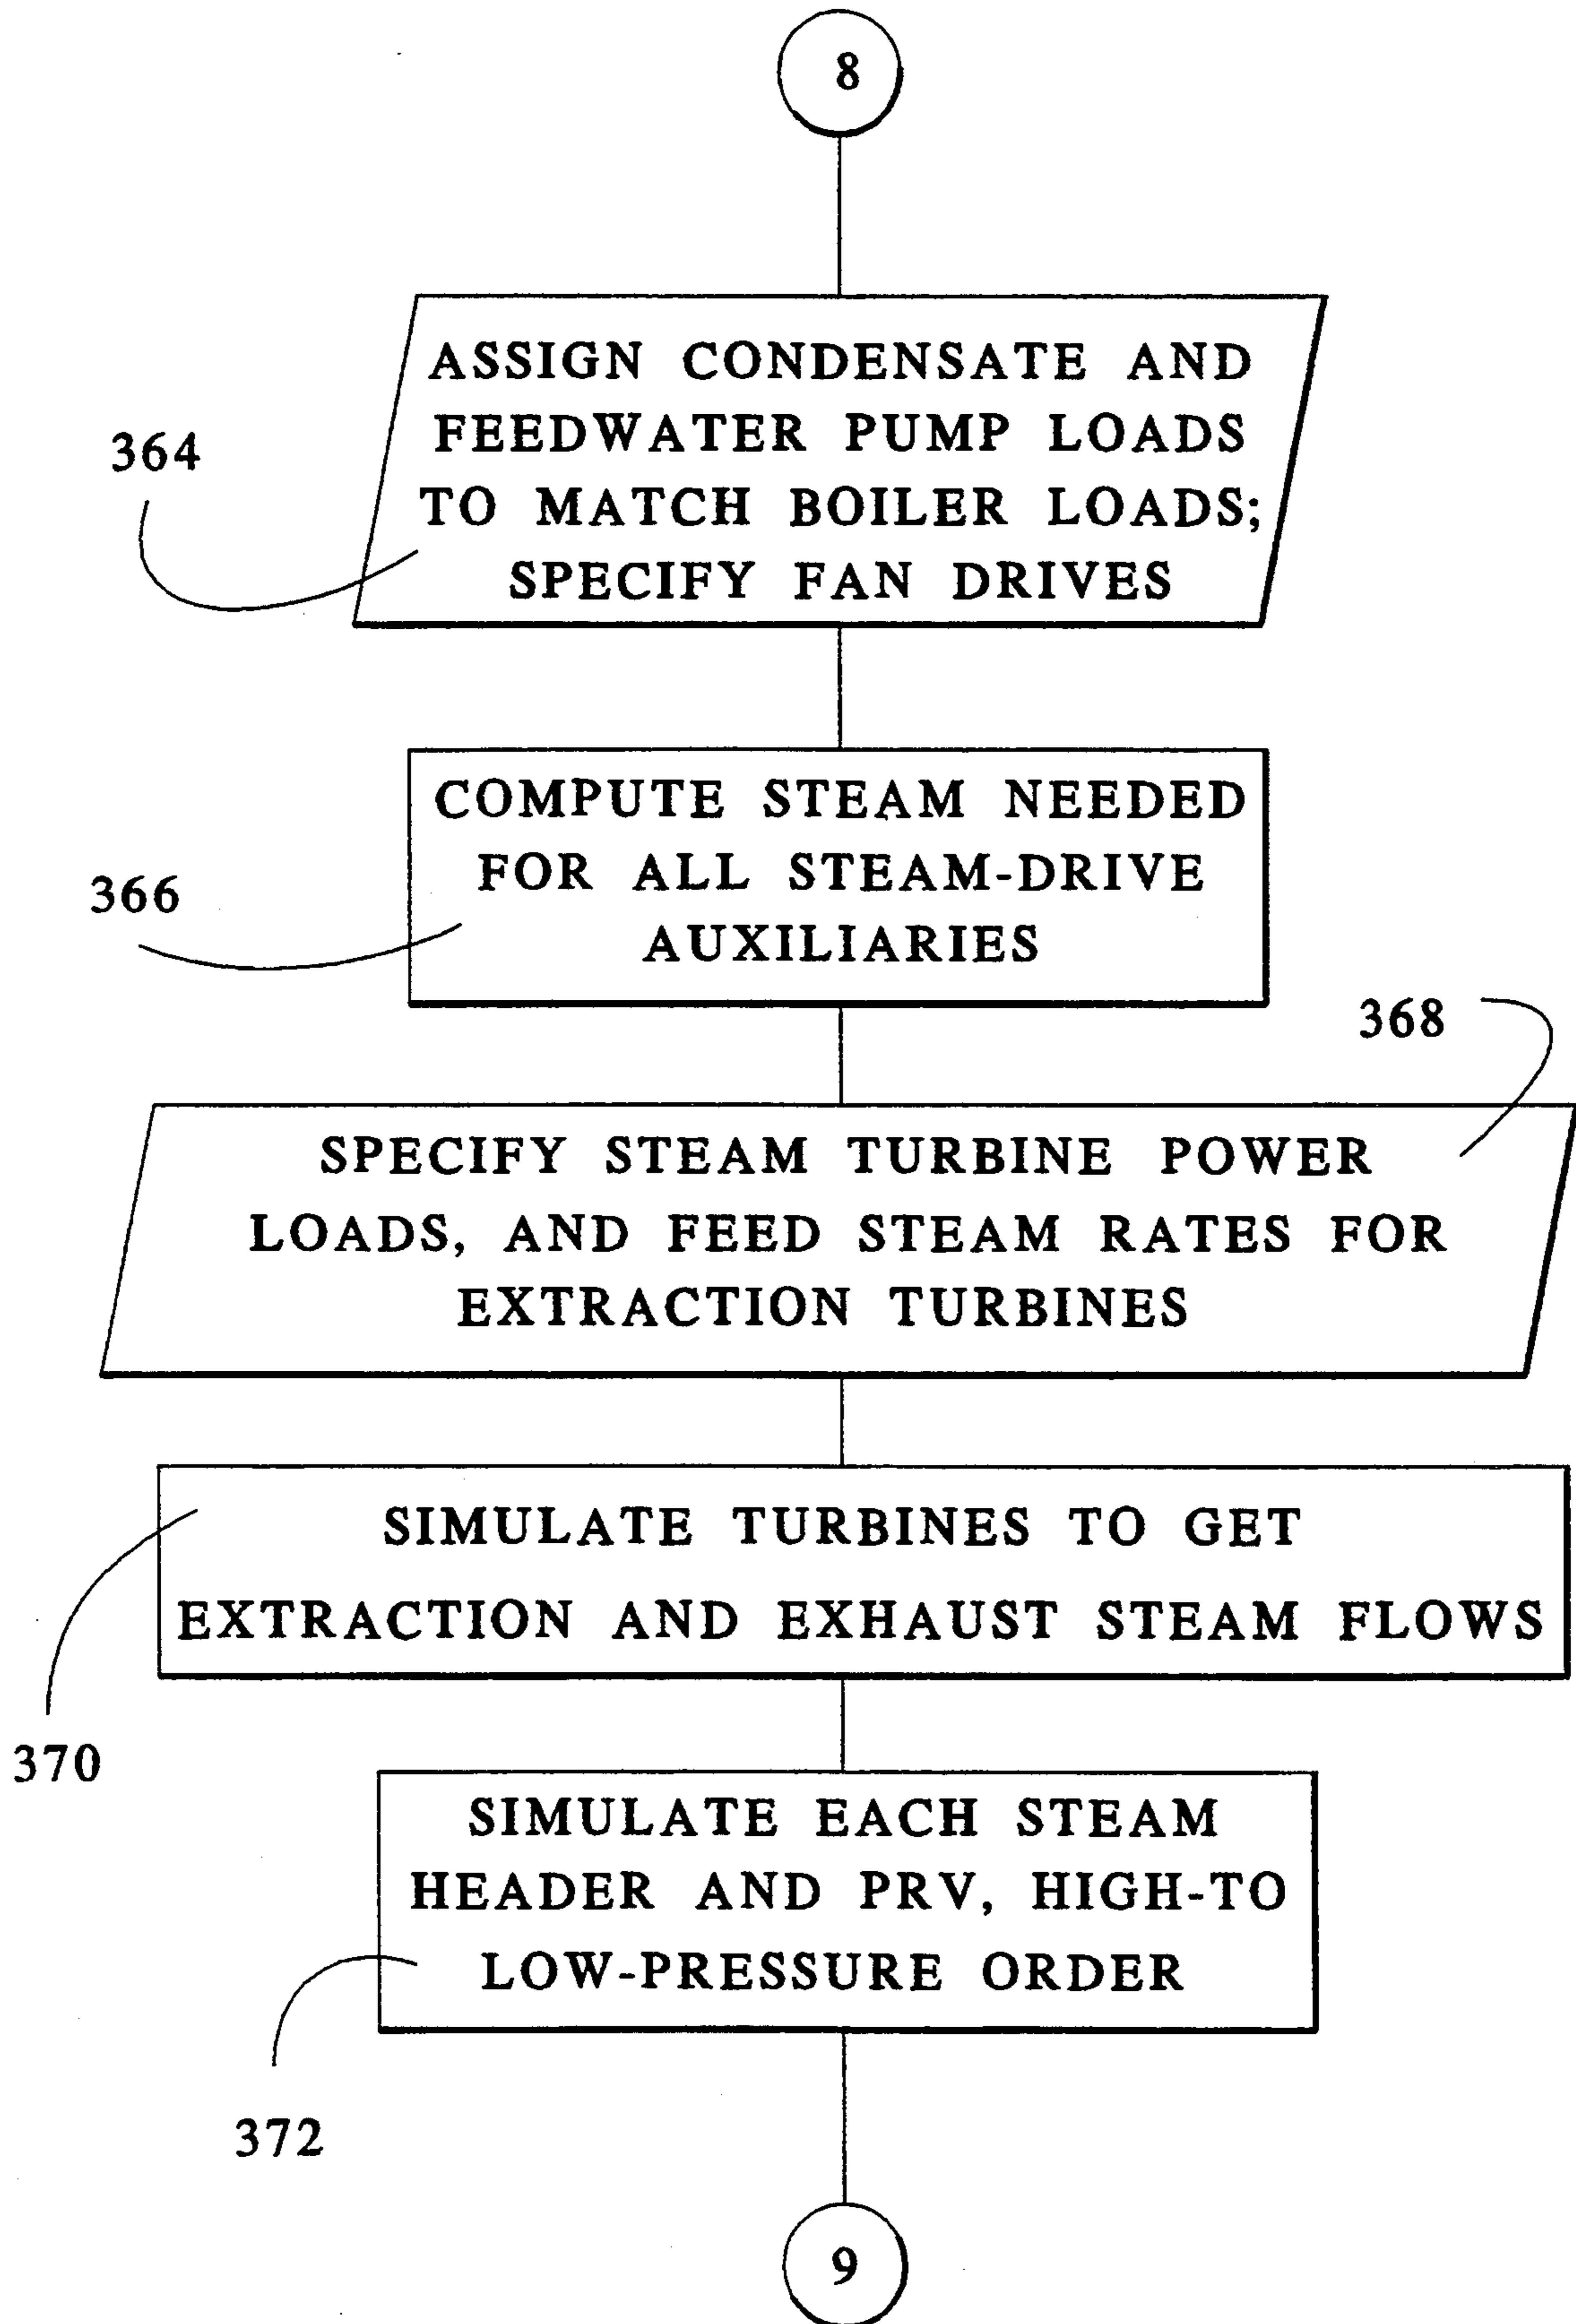 8
ASSIGN CONDENSATE AND
FEEDWATER PUMP LOADS
TO MATCH BOILER LOADS;
SPECIFY FAN DRIVES
364
COMPUTE STEAM NEEDED
FOR ALL STEAM-DRIVE
AUXILIARIES
366
368
SPECIFY STEAM TURBINE POWER
LOADS, AND FEED STEAM RATES FOR
EXTRACTION TURBINES
SIMULATE TURBINES TO GET
EXTRACTION AND EXHAUST STEAM FLOWS
370
SIMULATE EACH STEAM
HEADER AND PRV, HIGH-TO
LOW-PRESSURE ORDER
372
9